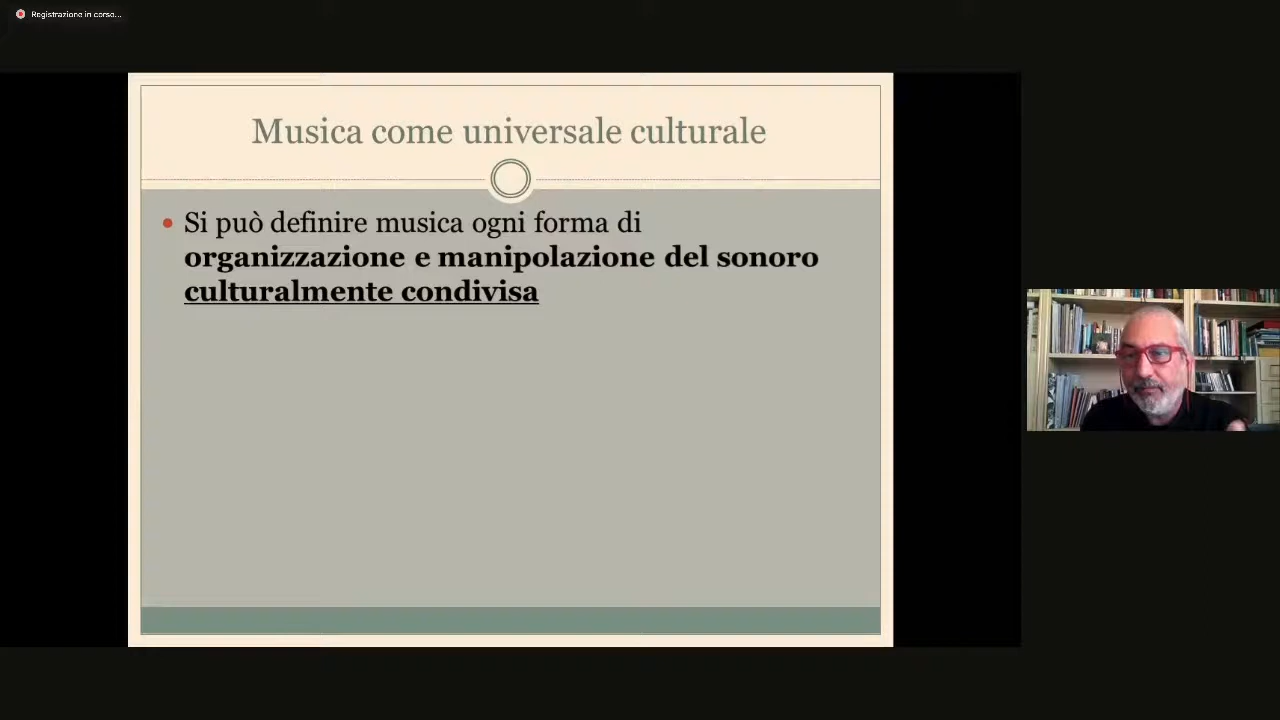 Registrazione in corso...
Musica come universale culturale
Si può definire musica ogni forma di
organizzazione e manipolazione del sonoro
culturalmente condivisa